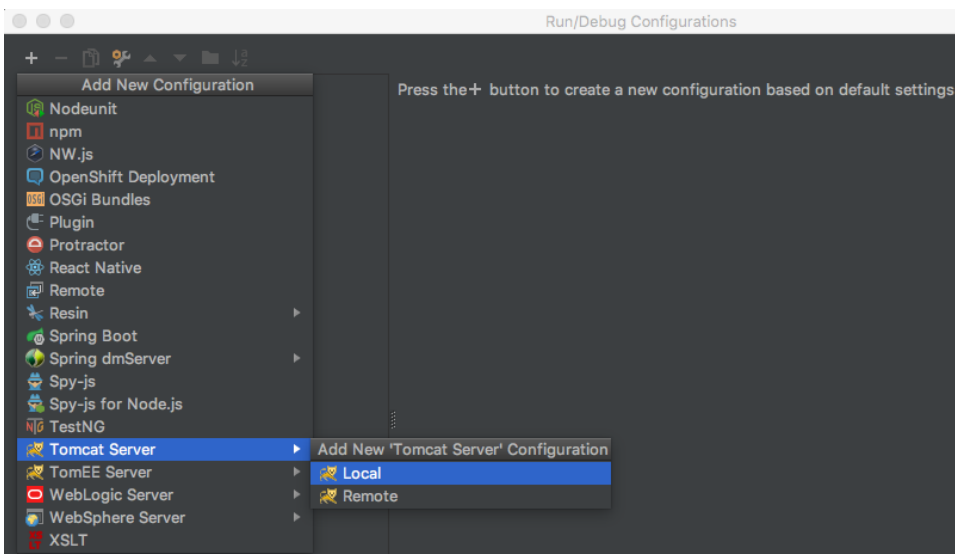 Run/Debug Configurations
Add New Configuration
Press the + button to create a new configuration based on default settings
Nodeunit
npm
NW.js
OpenShift Deployment
OSGi Bundles
Plugin
Protractor
React Native
Remote
Resin
Spring Boot
Spring dmServer
Spy-js
Spy-js for Node.js
TestNG
Tomcat Server
Add New 'Tomcat Server' Configuration
TomEE Server
Local
WebLogic Server
Remote
WebSphere Server
XSLT